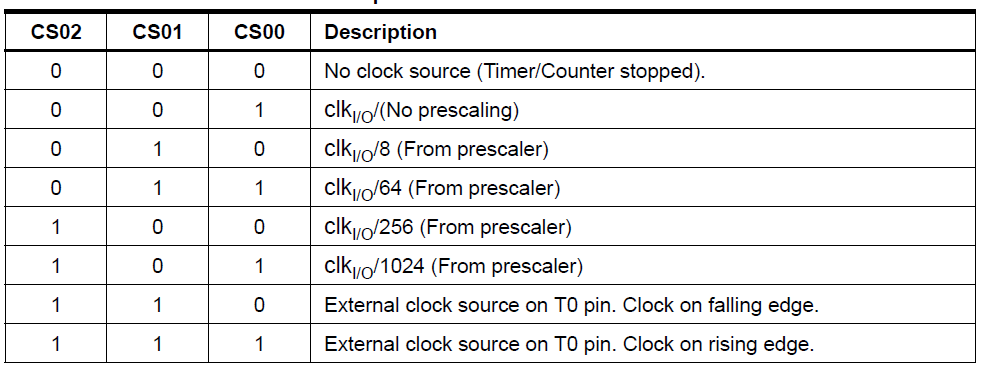 CS02 CS01 CS00 Description
0 0 0 No clock source (Timer/Counter stopped).
0 0 1 clkI/O/(No prescaling)
0 1 0 clkI/O/8 (From prescaler)
0 1 1 clkI/O/64 (From prescaler)
1 0 0 clkI/O/256 (From prescaler)
1 0 1 clkI/O/1024 (From prescaler)
1 1 0 External clock source on T0 pin. Clock on falling edge.
1 1 1 External clock source on T0 pin. Clock on rising edge.